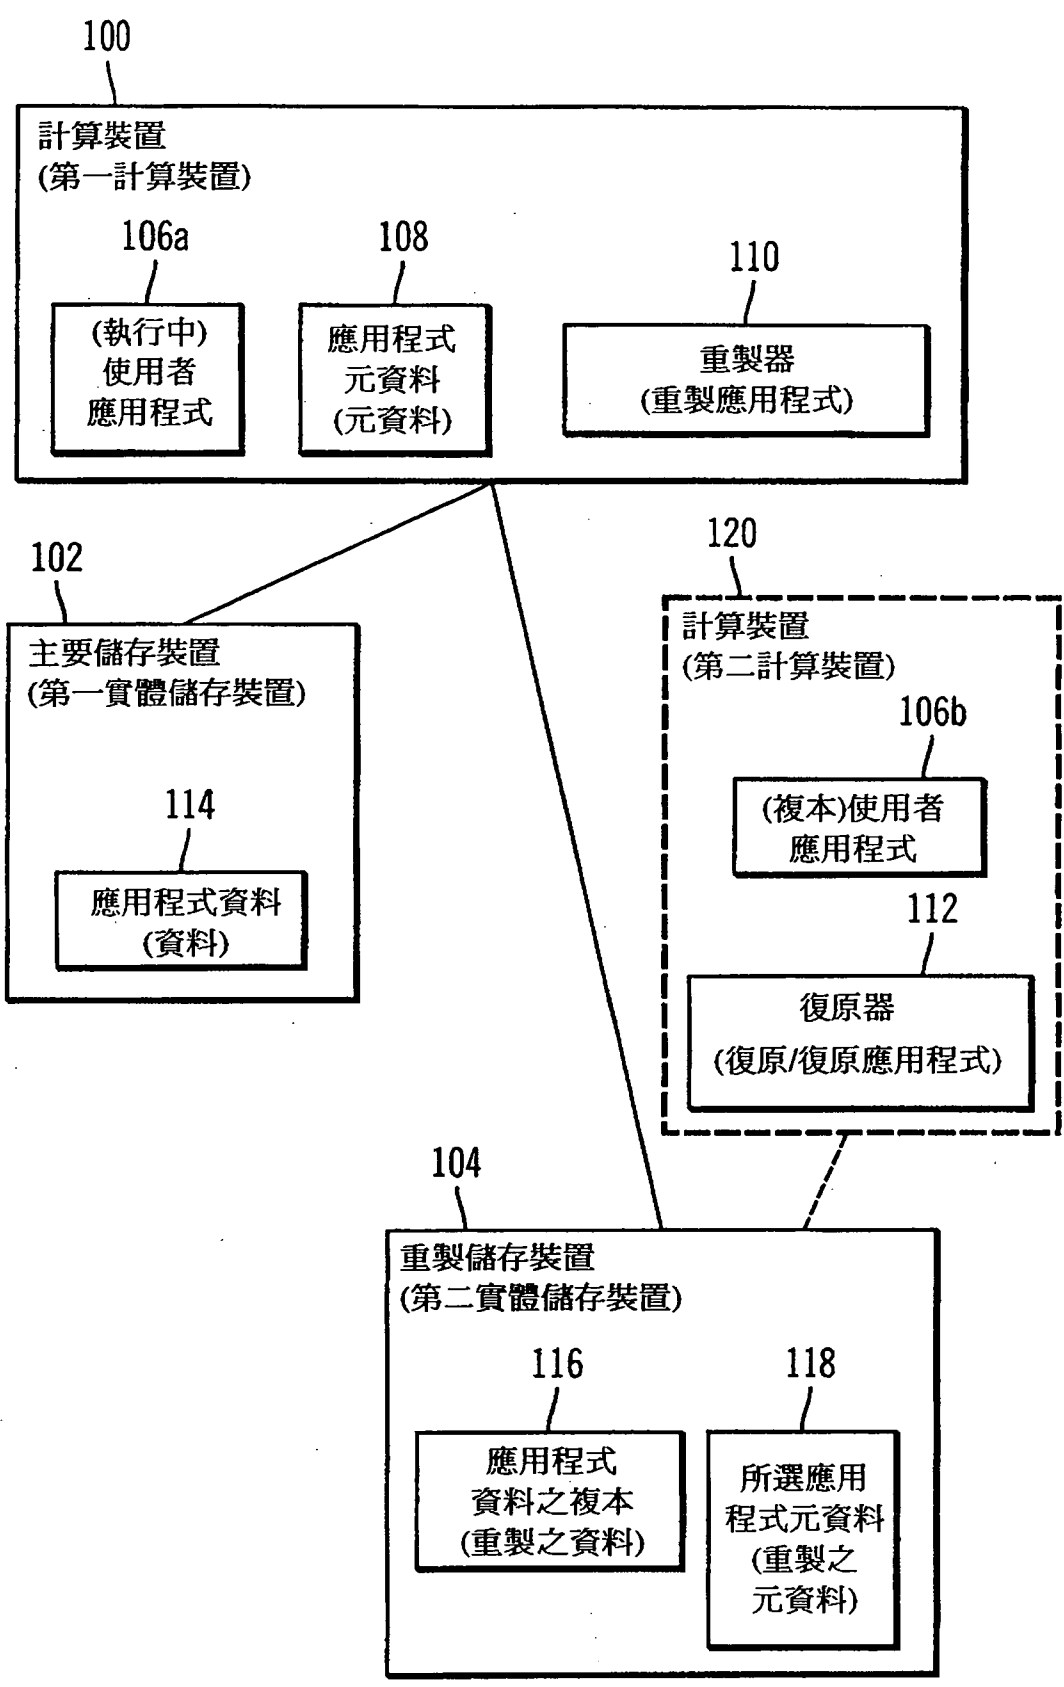 100
計算裝置
(第一計算裝置)
106a
(執行中)
使用者
應用程式
108
應用程式
元資料
(元資料)
110
重製器
(重製應用程式)
102
主要儲存裝置
(第一實體儲存裝置)
114
應用程式資料
(資料)
120
計算裝置
(第二計算裝置)
106b
(複本)使用者
應用程式
112
復原器
(復原/復原應用程式)
104
重製儲存裝置
(第二實體儲存裝置)
116
應用程式
資料之複本
(重製之資料)
118
所選應用
程式元資料
(重製之
元資料)